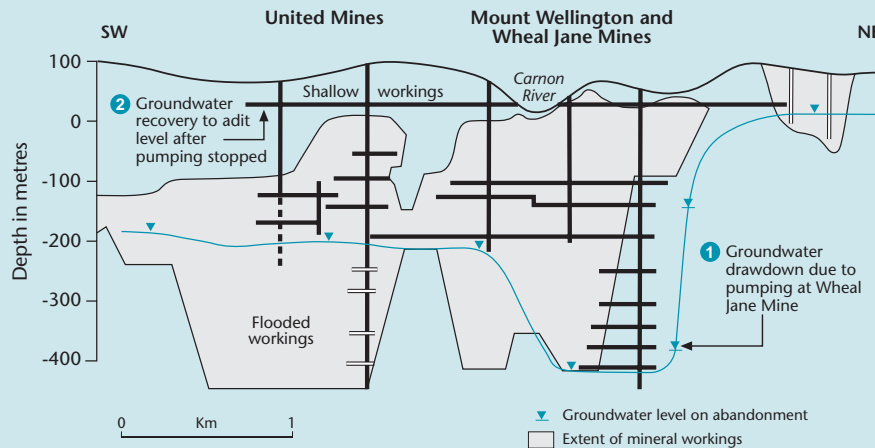 United Mines
Mount Wellington and
Wheal Jane Mines
SW
NE
100
0
-100
-200
-300
-400
Depth in metres
Shallow workings
Carnon
River
2 Groundwater
recovery to adit
level after
pumping stopped
1 Groundwater
drawdown due to
pumping at Wheal
Jane Mine
Flooded
workings
0 Km 1
Groundwater level on abandonment
Extent of mineral workings